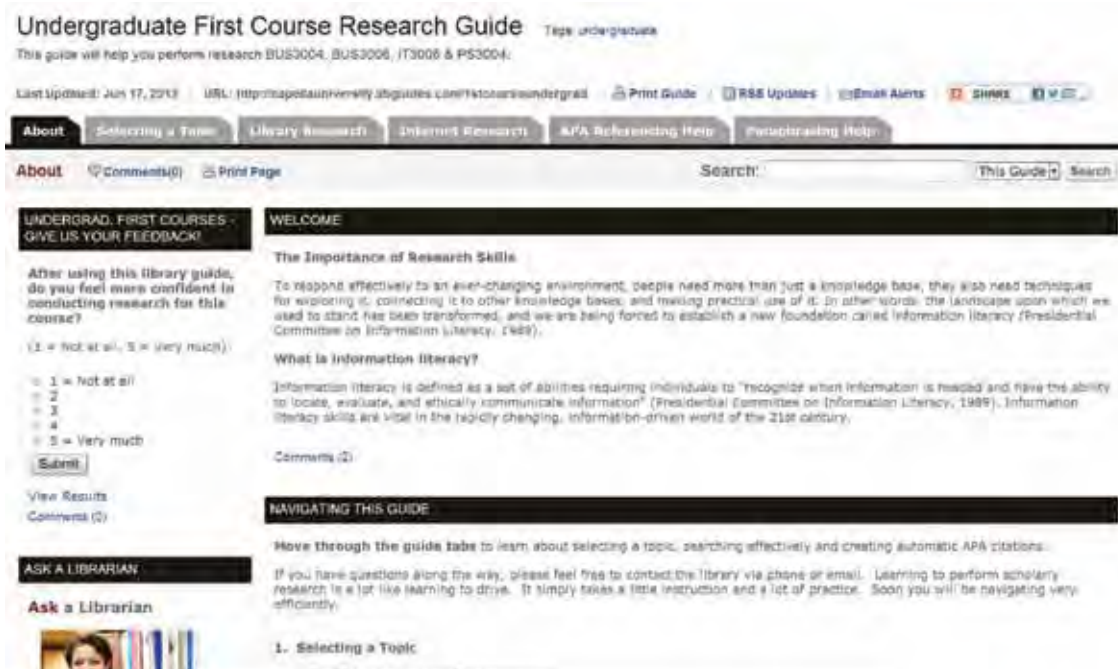 Undergraduate First Course Research Guide Tags: undergraduate
This guide will help you perform research BUS3004, BUS3006, IT3006 & PS3004.
Last Updated: Jun 17, 2013 URL: Print Guide RSS Updates Email Alerts SHARE
About Selecting a Topic Library Research Internet Research APA Referencing Help Paraphrasing Help
About Comments(0) Print Page Search: This Guide Search
UNDERGRAD. FIRST COURSES -
GIVE US YOUR FEEDBACK!
After using this library guide,
do you feel more confident in
conducting research for this
course?
(1 = Not at all, 5 = Very much)
1 = Not at all
2
3
4
5 = Very much
Submit
View Results
Comments (0)
ASK A LIBRARIAN
Ask a Librarian
WELCOME
The Importance of Research Skills
To respond effectively to an ever-changing environment, people need more than just a knowledge base, they also need techniques
for exploring it, connecting it to other knowledge bases, and making practical use of it. In other words, the landscape upon which we
used to stand has been transformed, and we are being forced to establish a new foundation called information literacy (Presidential
Committee on Information Literacy, 1989).
What is information literacy?
Information literacy is defined as a set of abilities requiring individuals to "recognize when information is needed and have the ability
to locate, evaluate, and ethically communicate information" (Presidential Committee on Information Literacy, 1989). Information
literacy skills are vital in the rapidly changing, information-driven world of the 21st century.
Comments (2)
NAVIGATING THIS GUIDE
Move through the guide tabs to learn about selecting a topic, searching effectively and creating automatic APA citations.
If you have questions along the way, please feel free to contact the library via phone or email. Learning to perform scholarly
research is a lot like learning to drive. It simply takes a little instruction and a lot of practice. Soon you will be navigating very
efficiently.
1. Selecting a Topic